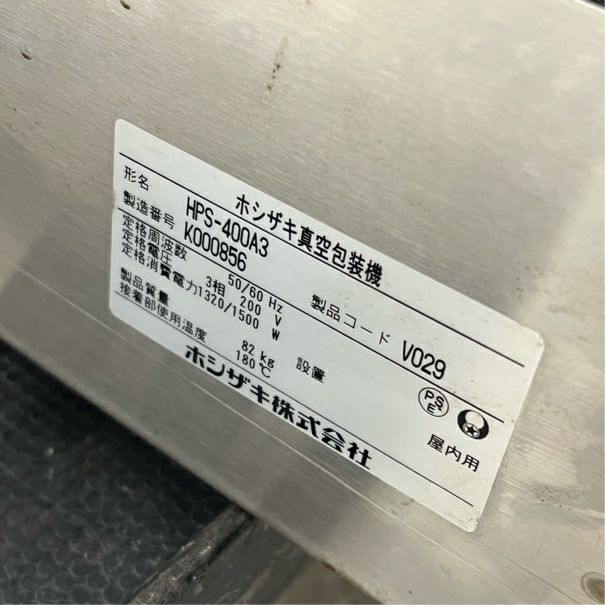 ホシザキ真空包装機
形名 HPS-400A3
製造番号 K000856 製品コード V029
定格周波数 50/60 Hz
定格電圧 3相 200 V
定格消費電力 1320/1500 W
製品質量 82 kg 設置 屋内用
接着部使用温度 180℃
PSE
ホシザキ株式会社